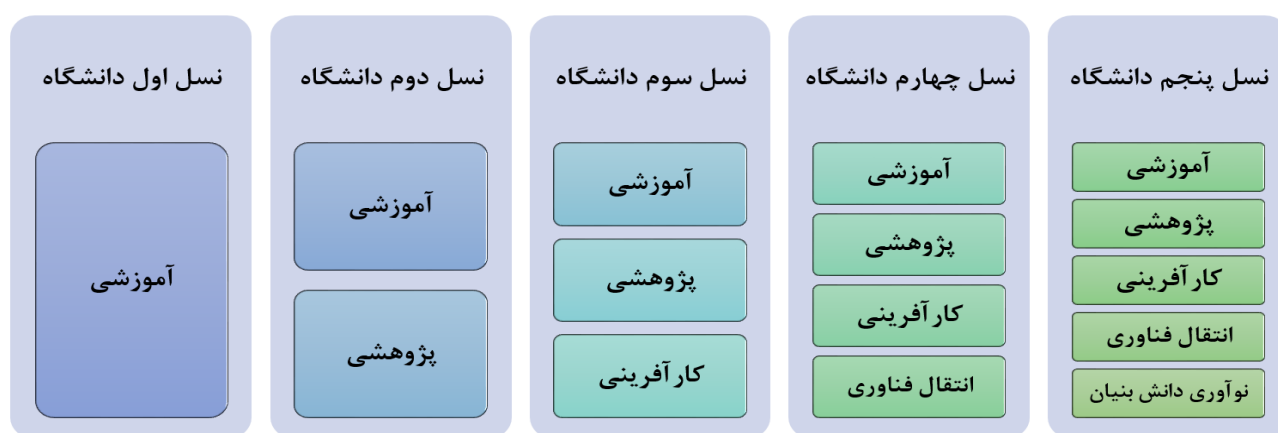 نسل اول دانشگاه
آموزشی
نسل دوم دانشگاه
آموزشی
پژوهشی
نسل سوم دانشگاه
آموزشی
پژوهشی
کارآفرینی
نسل چهارم دانشگاه
آموزشی
پژوهشی
کارآفرینی
انتقال فناوری
نسل پنجم دانشگاه
آموزشی
پژوهشی
کارآفرینی
انتقال فناوری
نوآوری دانش بنیان